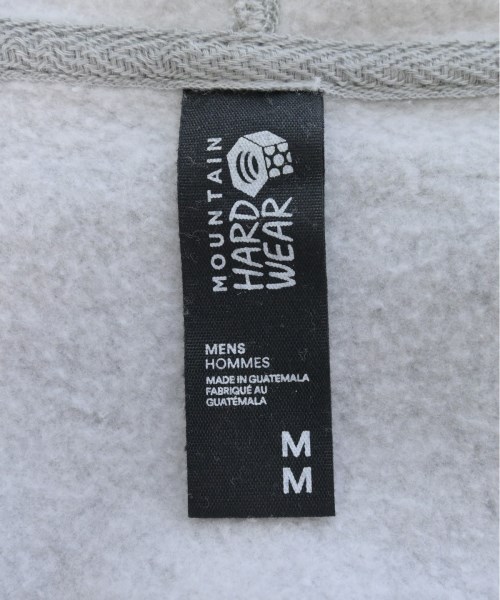 MOUNTAIN
HARD
WEAR
MENS
HOMMES
MADE IN GUATEMALA
FABRIQUÉ AU
GUATÉMALA
M
M